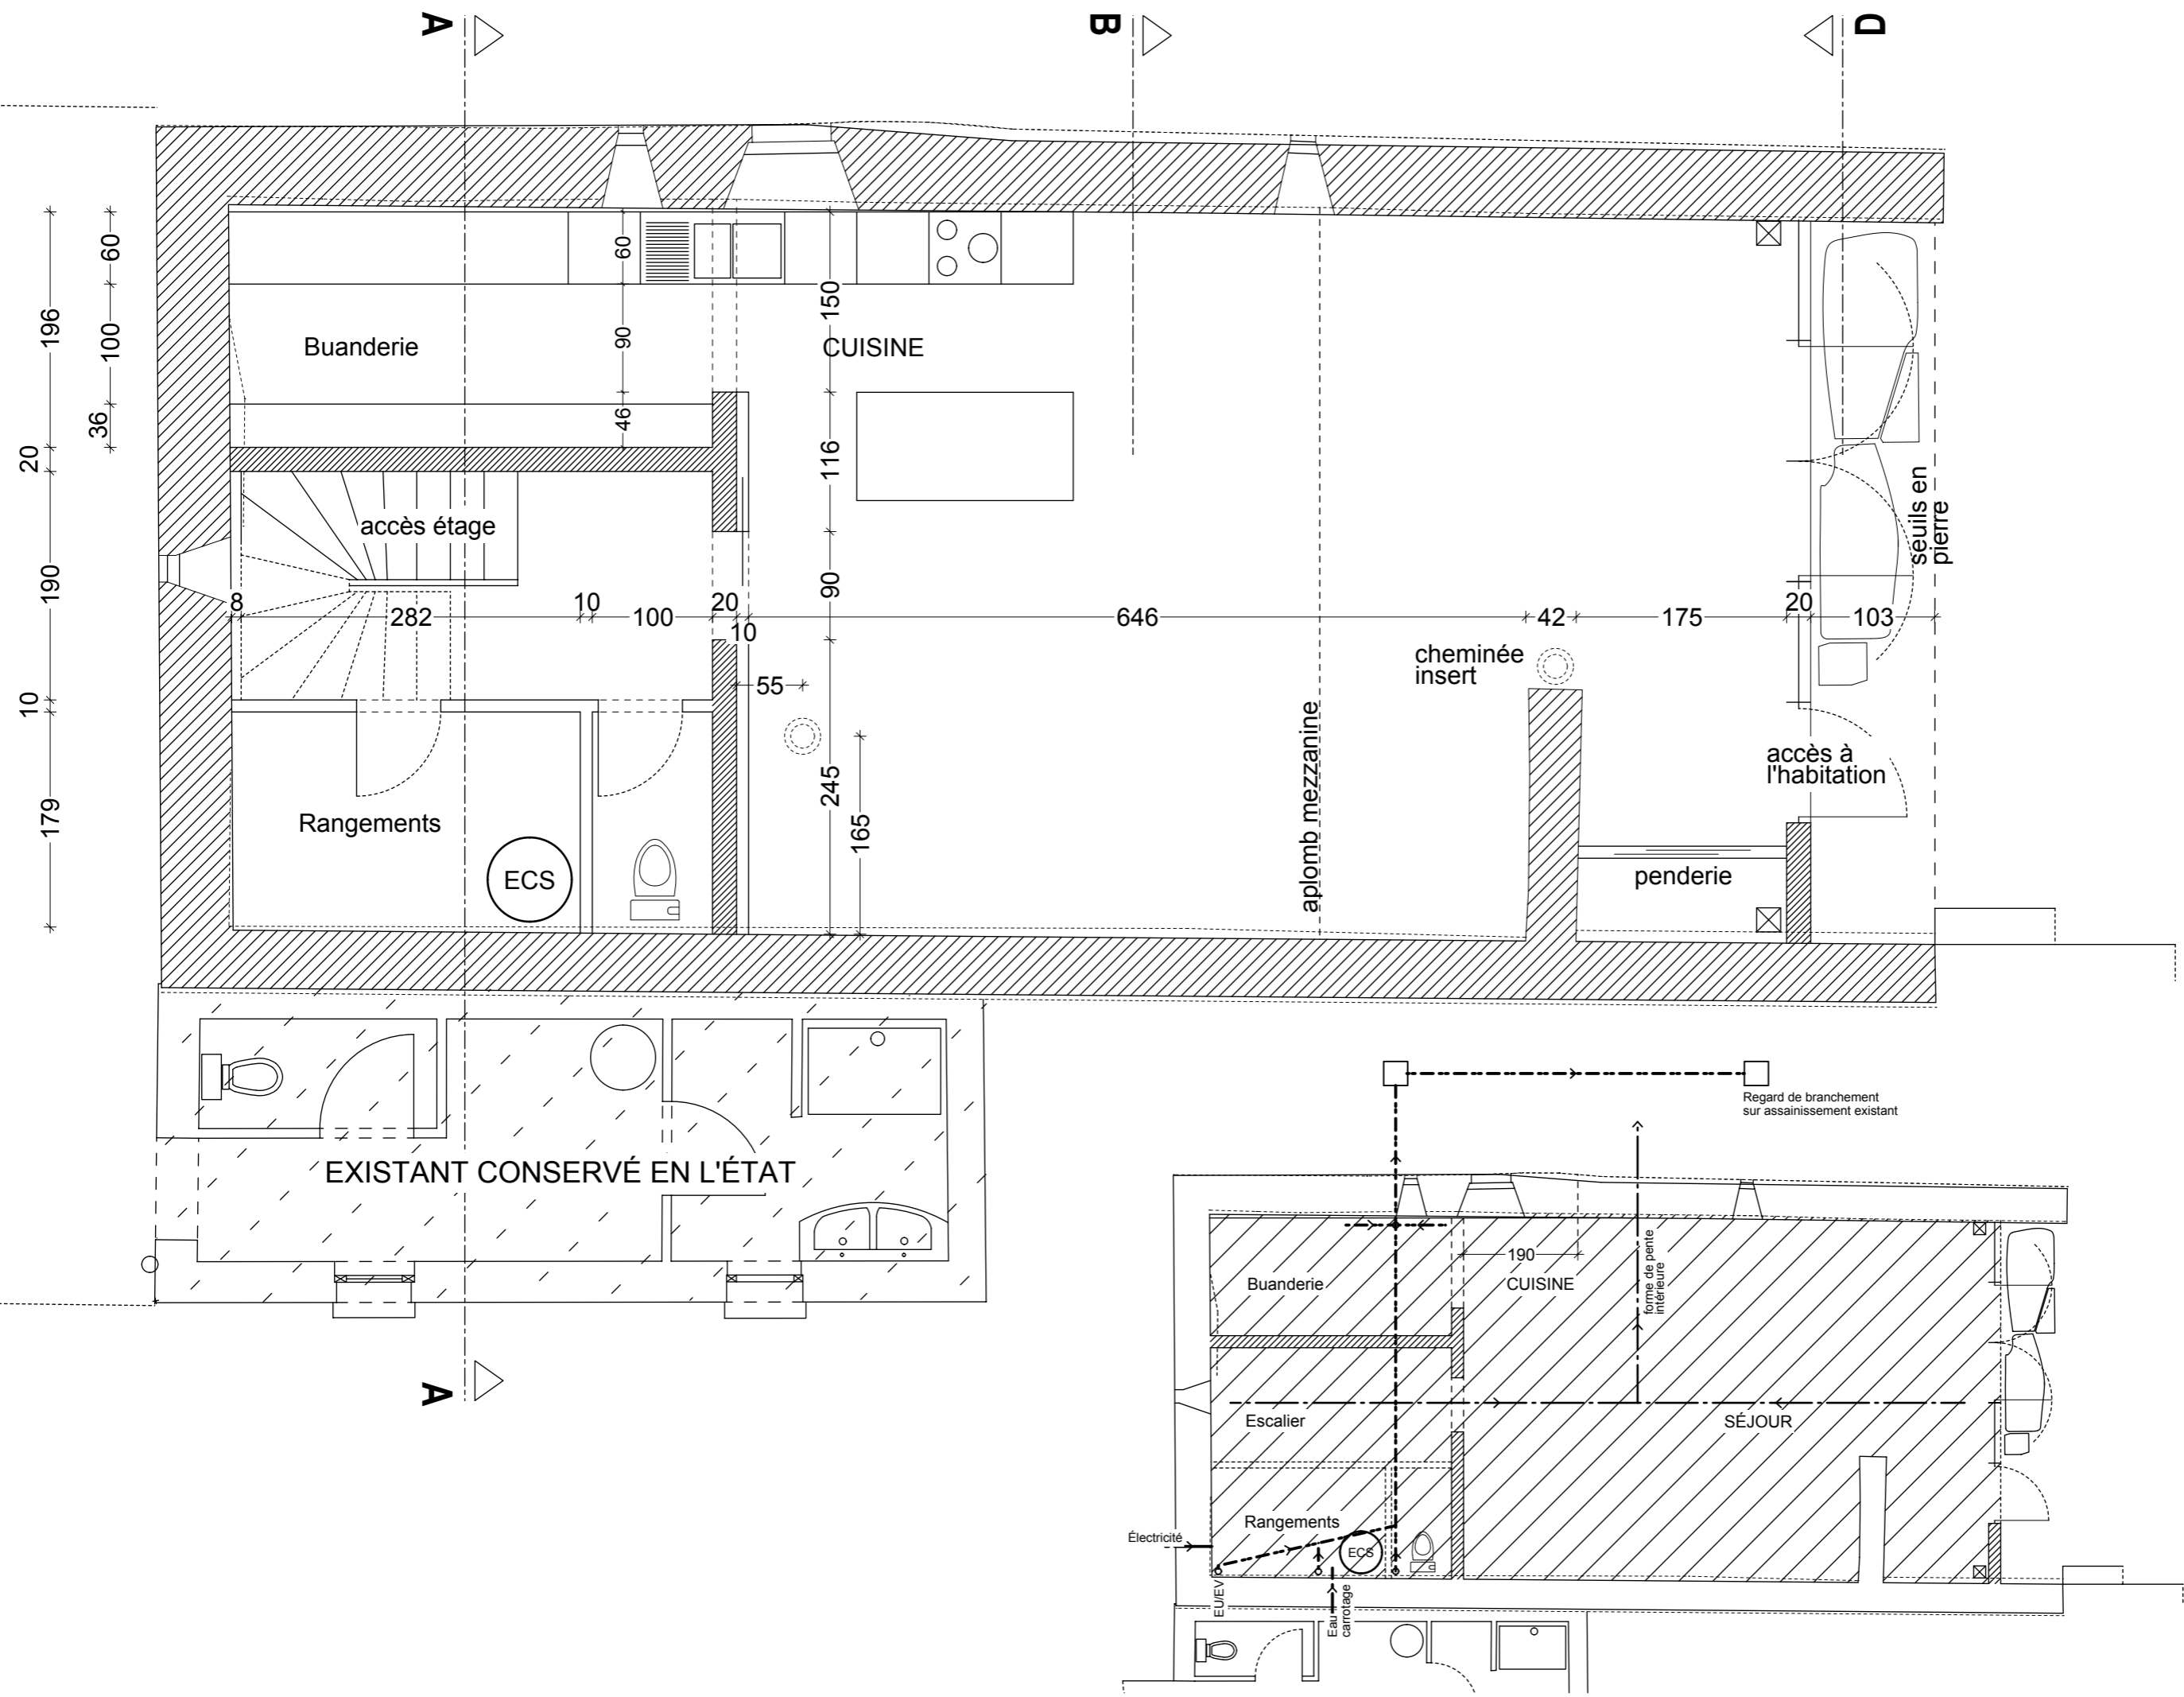 A
B
D
60
196
100
36
20
190
10
179
60
90
46
150
116
90
245
165
Buanderie
CUISINE
accès étage
8
282
10
100
20
10
55
646
42
175
20
103
seuils en
pierre
cheminée
insert
aplomb mezzanine
accès à
l'habitation
penderie
Rangements
ECS
EXISTANT CONSERVÉ EN L'ÉTAT
A
Regard de branchement
sur assainissement existant
190
Buanderie
CUISINE
forme de pente
intérieure
Escalier
SÉJOUR
Rangements
Électricité
ECS
EU/EV
Eau
carrotage